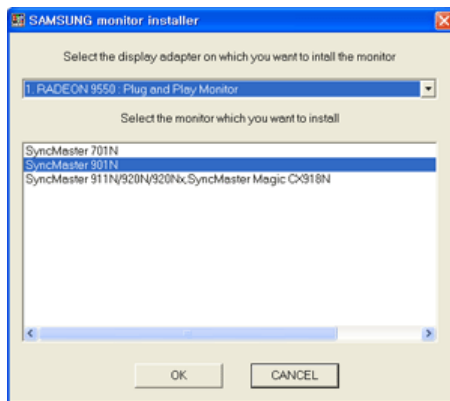 SAMSUNG monitor installer
Select the display adapter on which you want to intall the monitor
1. RADEON 9550 : Plug and Play Monitor
Select the monitor which you want to install
SyncMaster 701N
SyncMaster 901N
SyncMaster 911N/920N/920Nx,SyncMaster Magic CX918N
OK
CANCEL